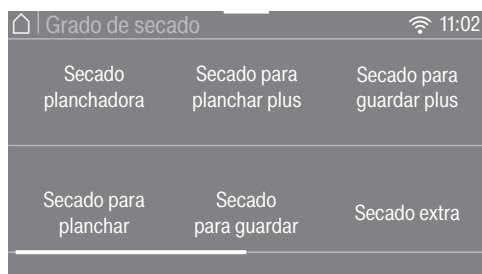 Grado de secado 11:02
Secado
planchadora
Secado para
planchar plus
Secado para
guardar plus
Secado para
planchar
Secado
para guardar
Secado extra